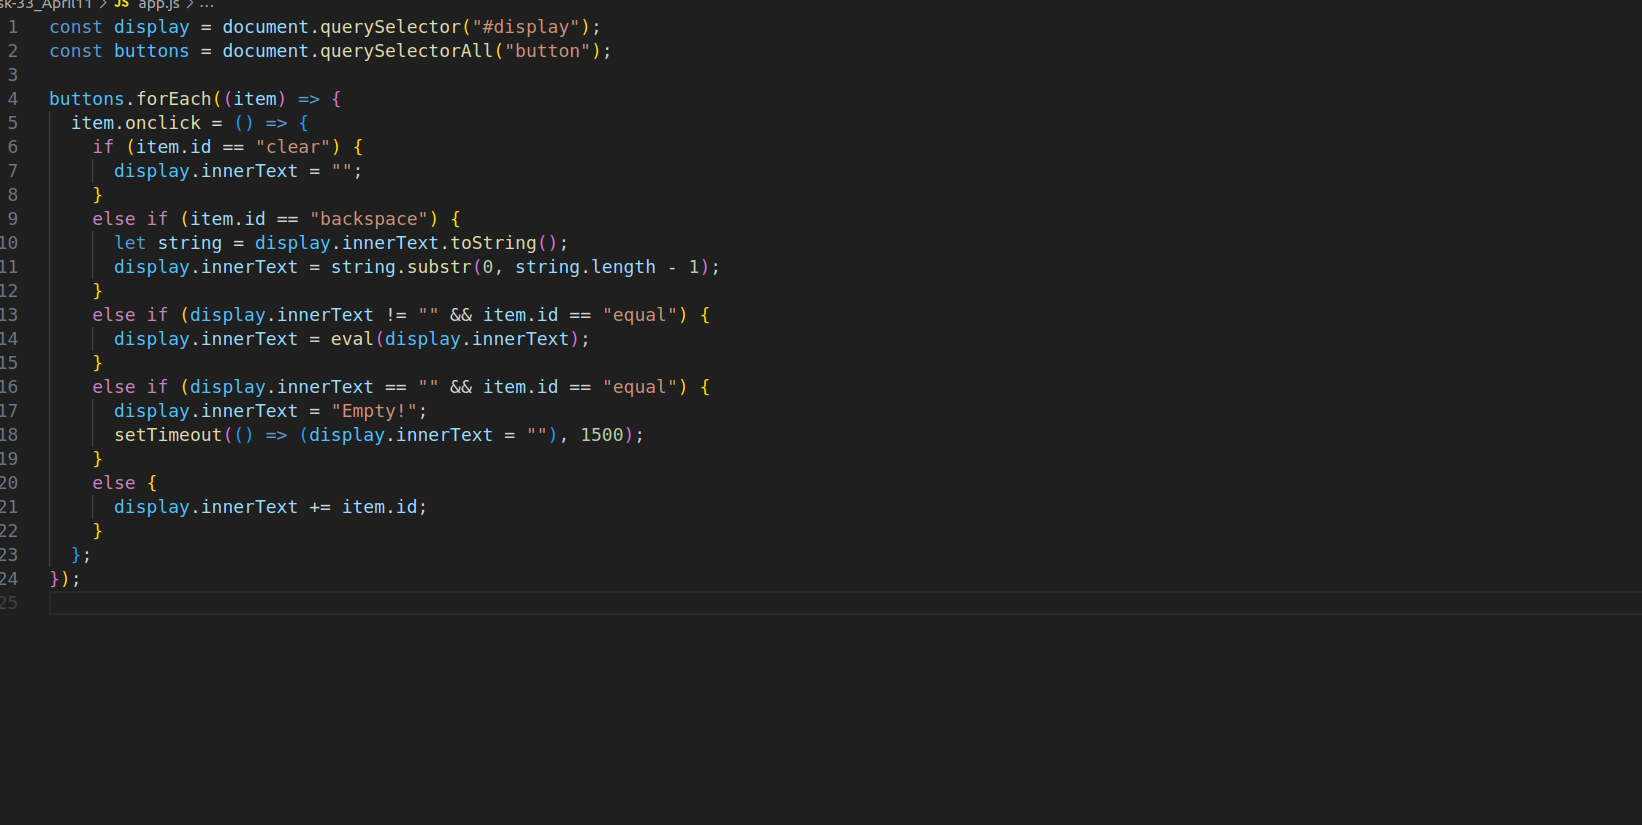 sk-33_April11 > JS app.js > ...
1 const display = document.querySelector("#display");
2 const buttons = document.querySelectorAll("button");
3
4 buttons.forEach((item) => {
5   item.onclick = () => {
6     if (item.id == "clear") {
7       display.innerText = "";
8     }
9     else if (item.id == "backspace") {
10       let string = display.innerText.toString();
11       display.innerText = string.substr(0, string.length - 1);
12     }
13     else if (display.innerText != "" && item.id == "equal") {
14       display.innerText = eval(display.innerText);
15     }
16     else if (display.innerText == "" && item.id == "equal") {
17       display.innerText = "Empty!";
18       setTimeout(() => (display.innerText = ""), 1500);
19     }
20     else {
21       display.innerText += item.id;
22     }
23   };
24 });
25